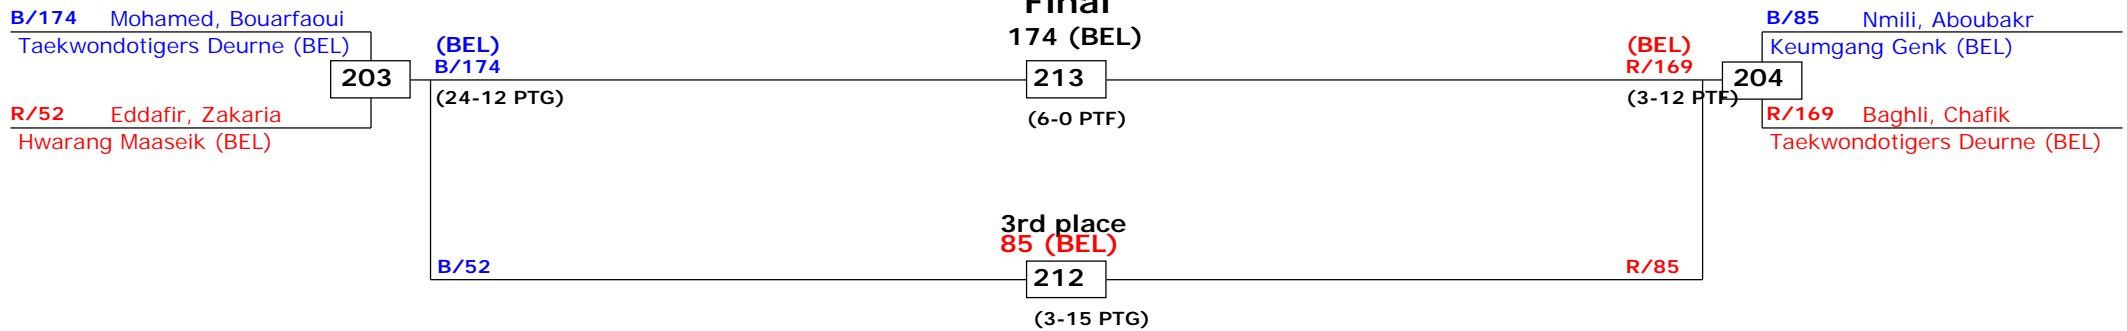 Final
174 (BEL)
B/174 Mohamed, Bouarfaoui
Taekwondotigers Deurne (BEL)
203
R/52 Eddafir, Zakaria
Hwarang Maaseik (BEL)
(BEL)
B/174
(24-12 PTG)
213
(6-0 PTF)
(BEL)
R/169
(3-12 PTF)
B/85 Nmili, Aboubakr
Keumgang Genk (BEL)
204
R/169 Baghli, Chafik
Taekwondotigers Deurne (BEL)
3rd place
85 (BEL)
B/52
212
R/85
(3-15 PTG)